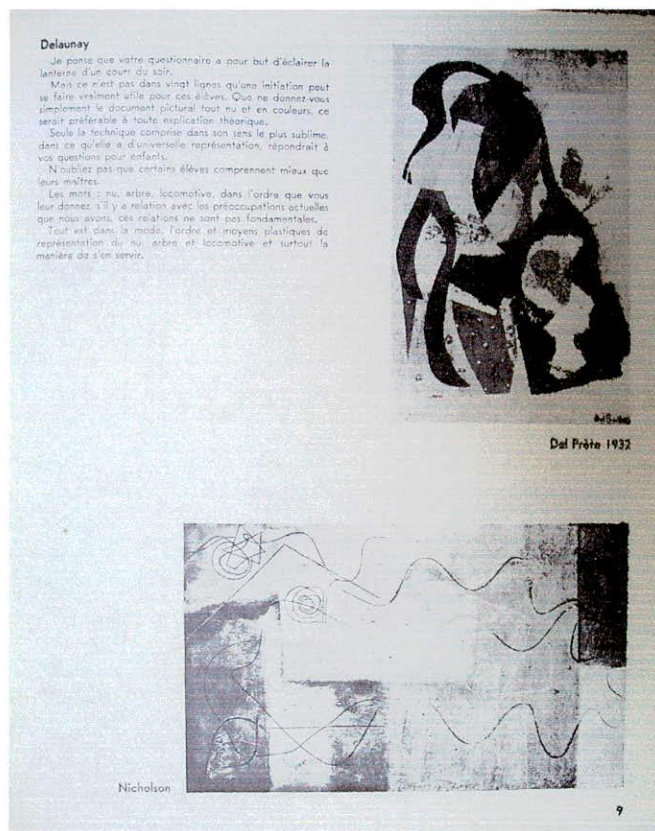 Delaunay
Je pense que votre questionnaire a pour but d'éclairer la
lanterne d'un cours du soir.
Mais ce n'est pas dans vingt lignes qu'une initiation peut
se faire vraiment utile pour ces élèves. Que ne donnez-vous
simplement le document pictural tout nu et en couleurs, ce
serait préférable à toute explication théorique.
Seule la technique comprise dans son sens le plus sublime,
dans ce qu'elle a d'universelle représentation, répondrait à
vos questions pour enfants.
N'oubliez pas que certains élèves comprennent mieux que
leurs maîtres.
Les mots : nu, arbre, locomotive, dans l'ordre que vous
leur donnez, s'il y a relation avec les préoccupations actuelles
que nous avons, ces relations ne sont pas fondamentales.
Tout est dans la mode, l'ordre et moyens plastiques de
représentation du nu, arbre et locomotive et surtout la
manière de s'en servir.
Del Prète 1932
Nicholson
9